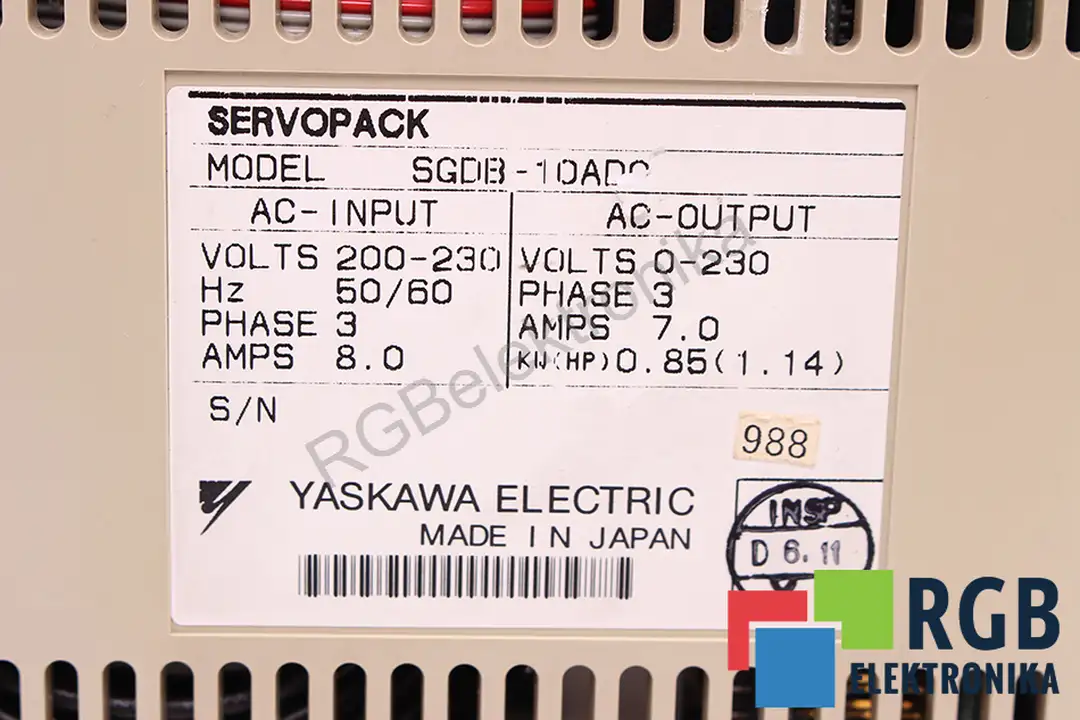 SERVOPACK
MODEL
AC-INPUT AC-OUTPUT
VOLTS 200-230 VOLTS 0-230
Hz 50/60 PHASE 3
PHASE 3 AMPS 7.0
AMPS 8.0 KW(HP)0.85(1.14)
S/N
988
YASKAWA ELECTRIC
MADE IN JAPAN
INSP
D 6.11
RGBelektronika
RGB
ELEKTRONIKA